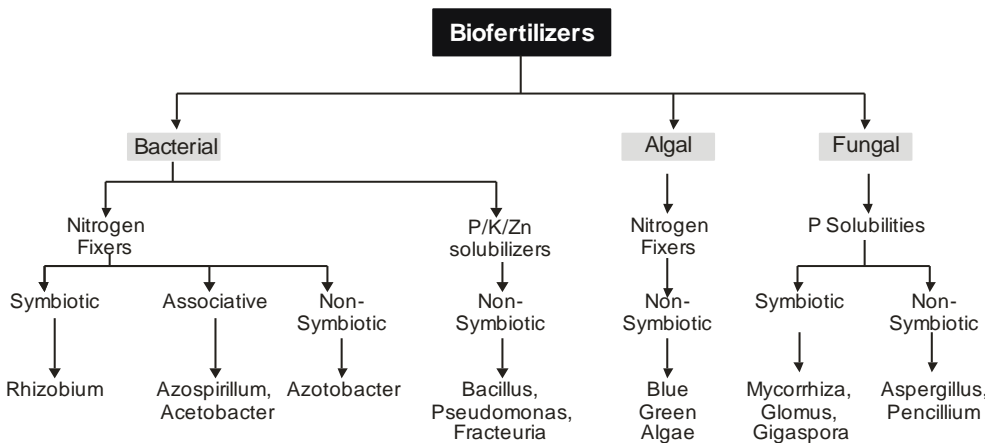 Biofertilizers
Bacterial
Algal
Fungal
Nitrogen
Fixers
P/K/Zn
solubilizers
Nitrogen
Fixers
P Solubilities
Symbiotic
Associative
Non-
Symbiotic
Non-
Symbiotic
Non-
Symbiotic
Symbiotic
Non-
Symbiotic
Rhizobium
Azospirillum,
Acetobacter
Azotobacter
Bacillus,
Pseudomonas,
Fracteuria
Blue
Green
Algae
Mycorrhiza,
Glomus,
Gigaspora
Aspergillus,
Pencillium